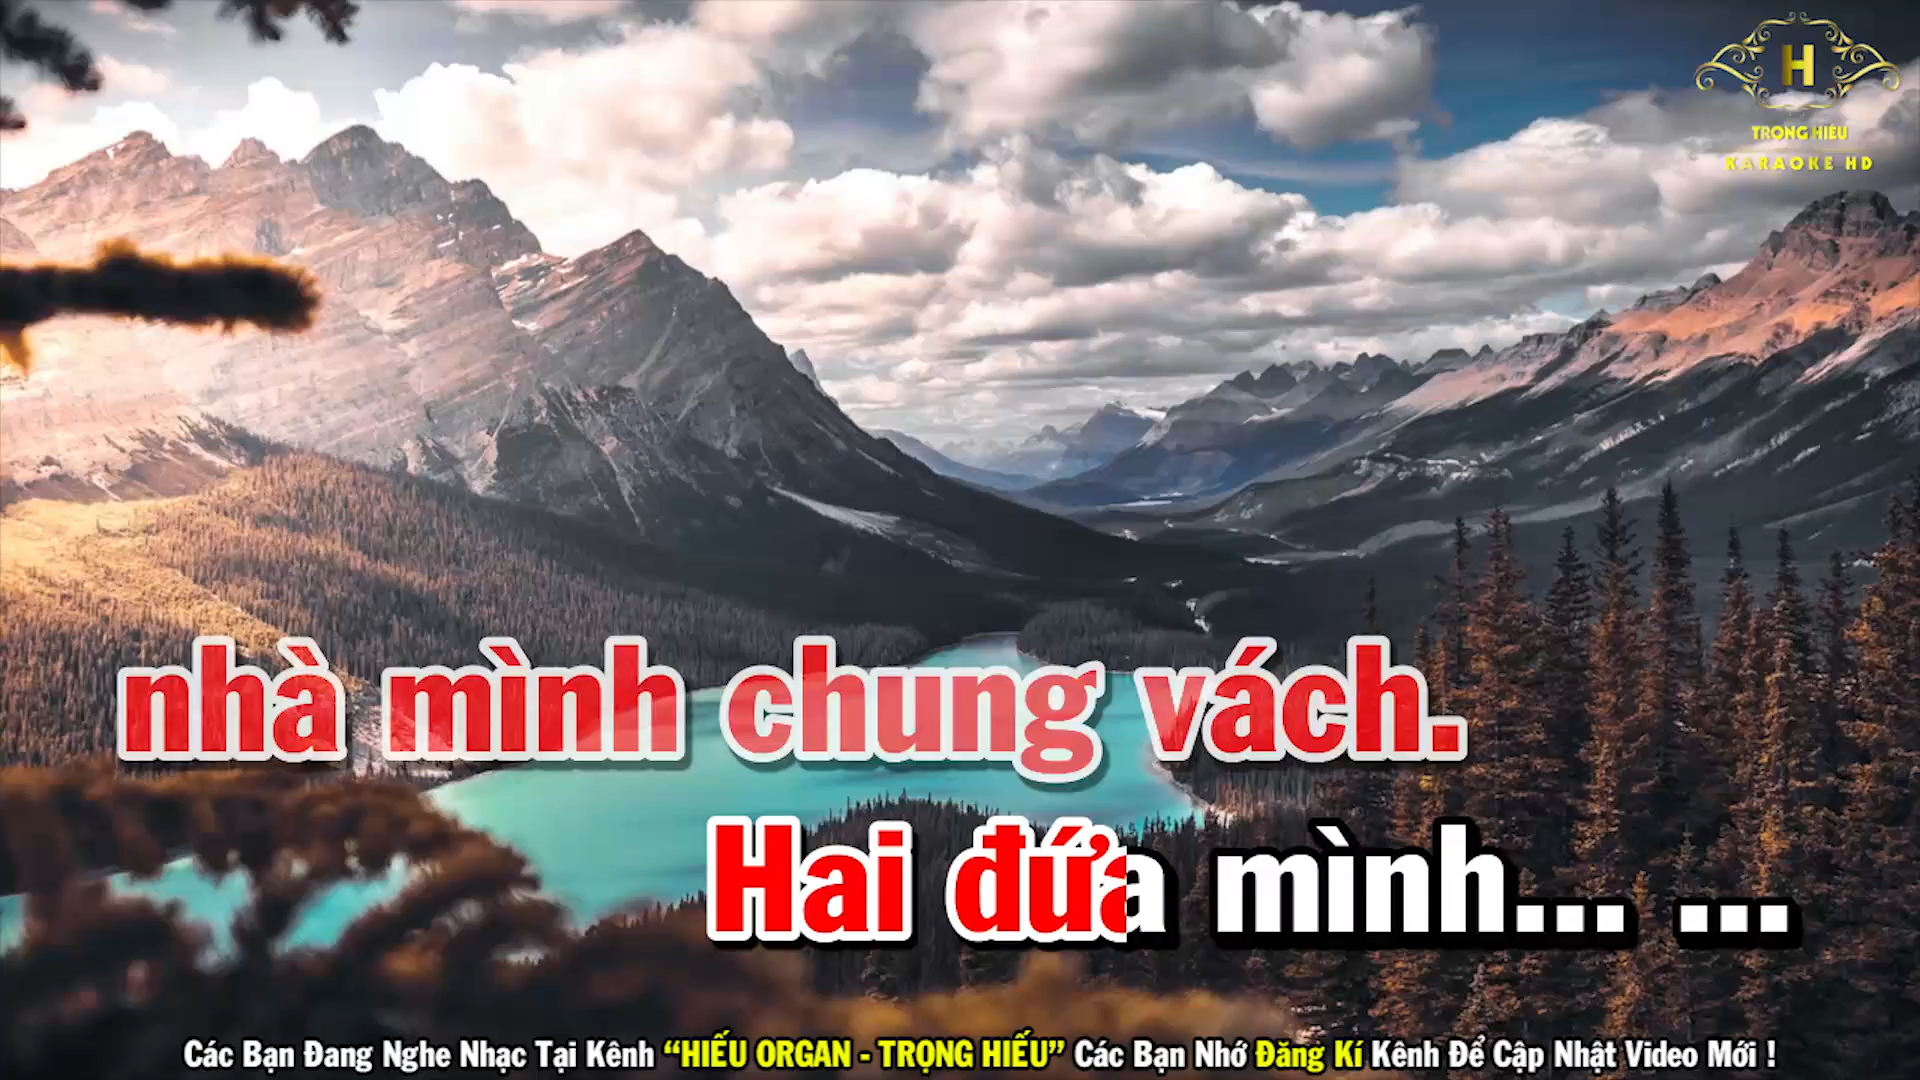 H
TRỌNG HIẾU
KARAOKE HD
nhà mình chung vách.
Hai đứa mình... ...
Các Bạn Đang Nghe Nhạc Tại Kênh “HIẾU ORGAN - TRỌNG HIẾU” Các Bạn Nhớ Đăng Kí Kênh Để Cập Nhật Video Mới !